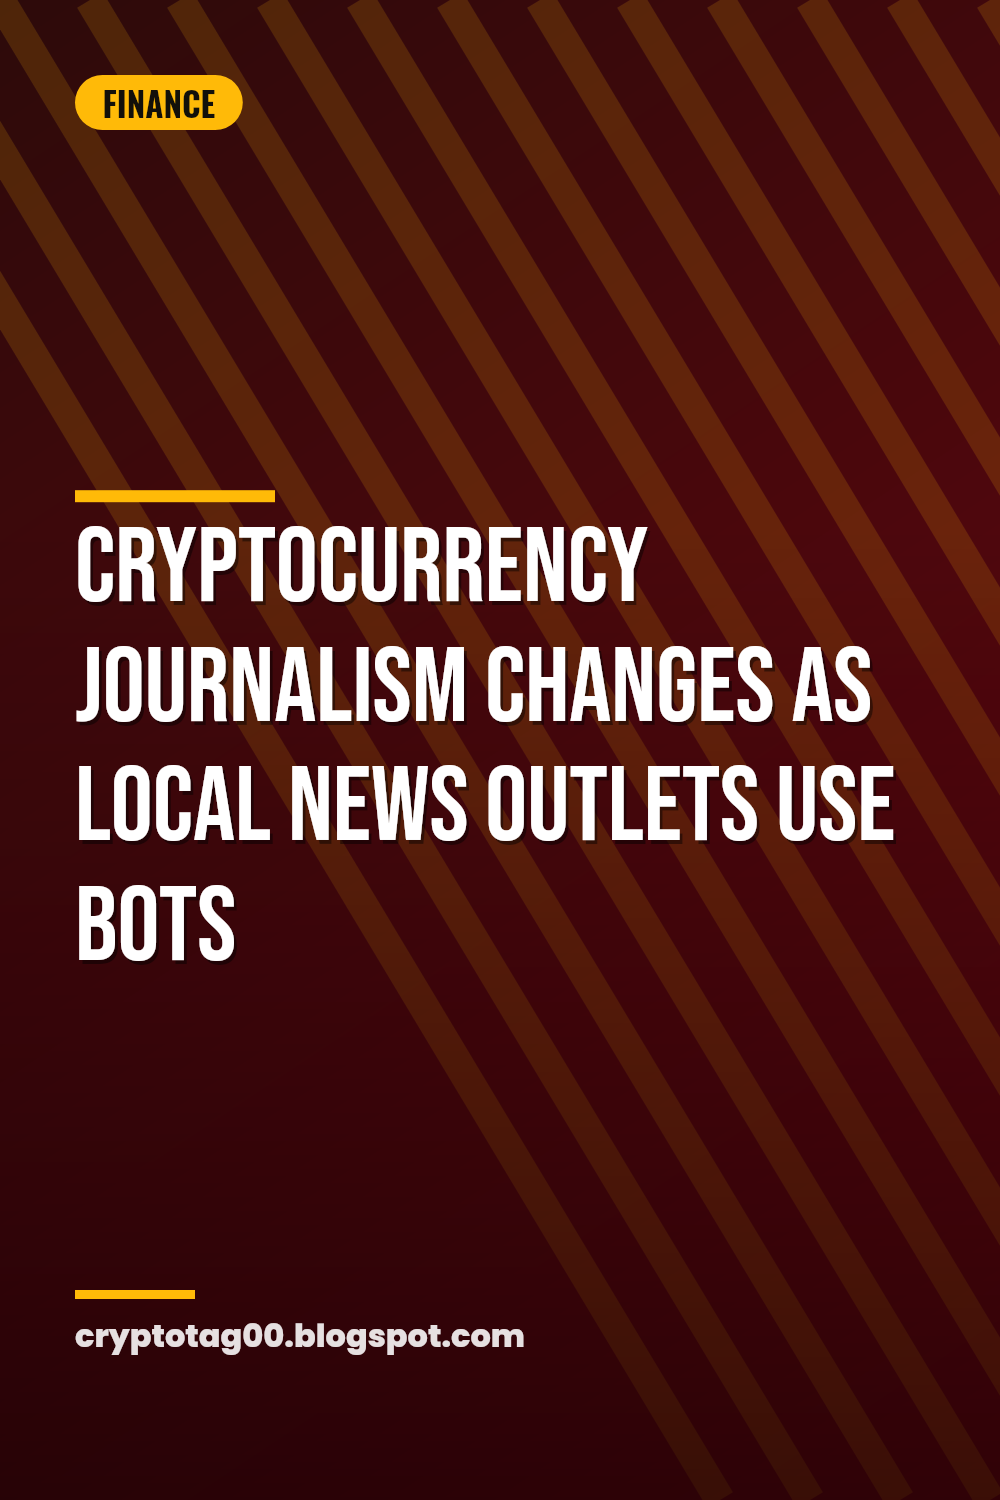 FINANCE
CRYPTOCURRENCY
JOURNALISM CHANGES AS
LOCAL NEWS OUTLETS USE
BOTS
cryptotag00.blogspot.com